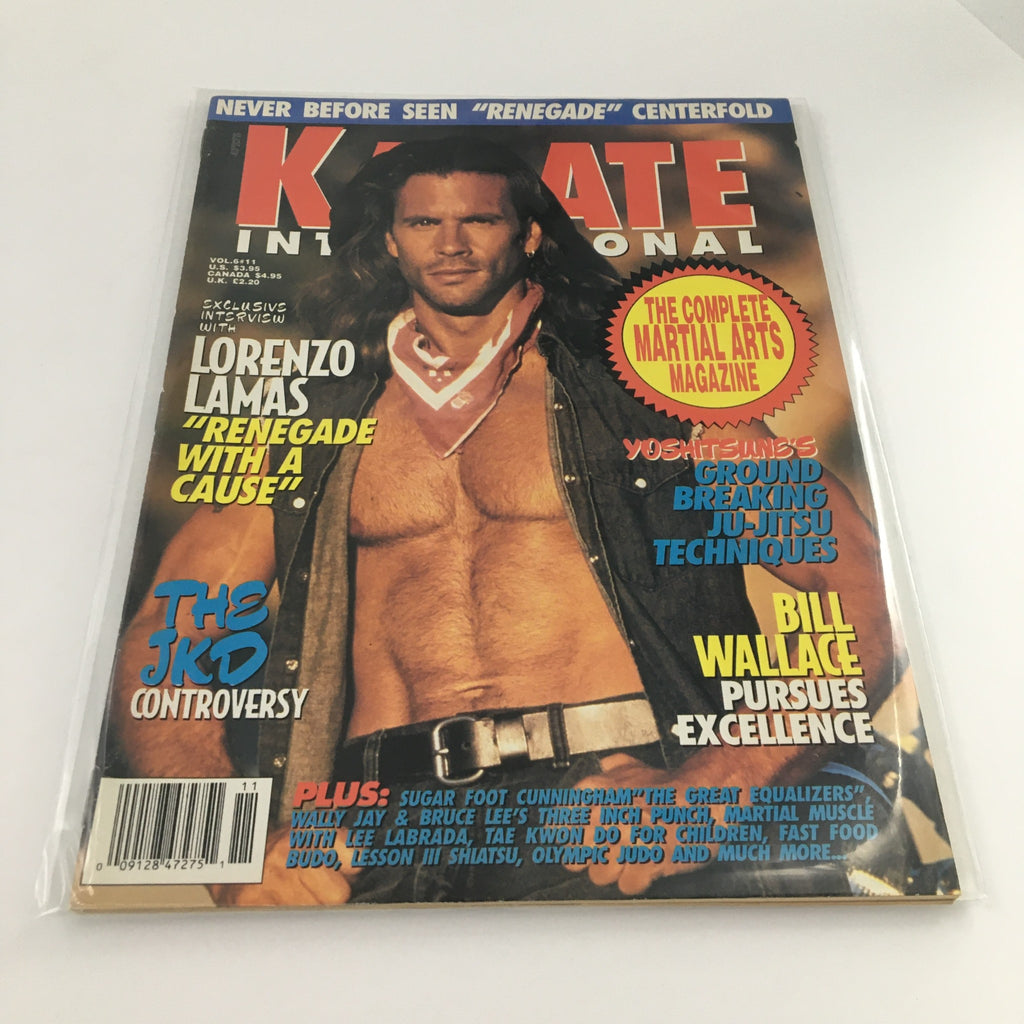 NEVER BEFORE SEEN "RENEGADE" CENTERFOLD
K ATE
INT ONAL
VOL.6#11
U.S. $3.95
CANADA $4.95
U.K. £2.20
EXCLUSIVE
INTERVIEW
WITH
LORENZO
LAMAS
"RENEGADE
WITH A
CAUSE"
THE COMPLETE
MARTIAL ARTS
MAGAZINE
YOSHITSUNE'S
GROUND
BREAKING
JU-JITSU
TECHNIQUES
THE
JKD
CONTROVERSY
BILL
WALLACE
PURSUES
EXCELLENCE
PLUS: SUGAR FOOT CUNNINGHAM"THE GREAT EQUALIZERS",
WALLY JAY & BRUCE LEE'S THREE INCH PUNCH, MARTIAL MUSCLE
WITH LEE LABRADA, TAE KWON DO FOR CHILDREN, FAST FOOD
BUDO, LESSON III SHIATSU, OLYMPIC JUDO AND MUCH MORE...
11
0 09128 47275 1